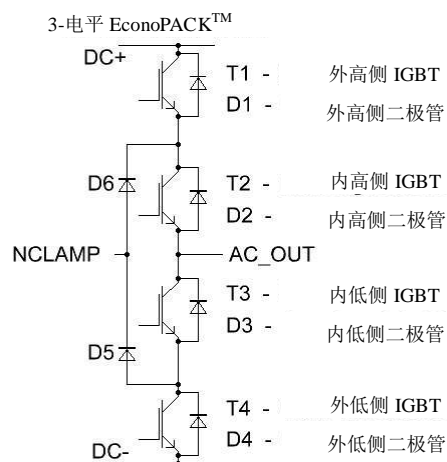 3-电平 EconoPACK™
DC+
T1 - 外高侧 IGBT
D1 - 外高侧二极管
D6
T2 - 内高侧 IGBT
D2 - 内高侧二极管
NCLAMP
AC_OUT
T3 - 内低侧 IGBT
D3 - 内低侧二极管
D5
T4 - 外低侧 IGBT
D4 - 外低侧二极管
DC-